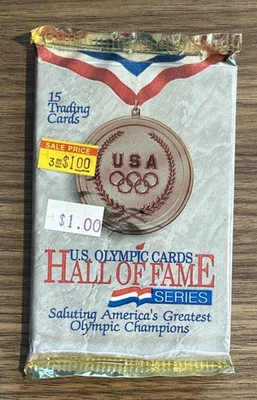 15
Trading
Cards
SALE PRICE
3 FOR $1.00
USA
$1.00
U.S. OLYMPIC CARDS
HALL OF FAME
SERIES
Saluting America's Greatest
Olympic Champions